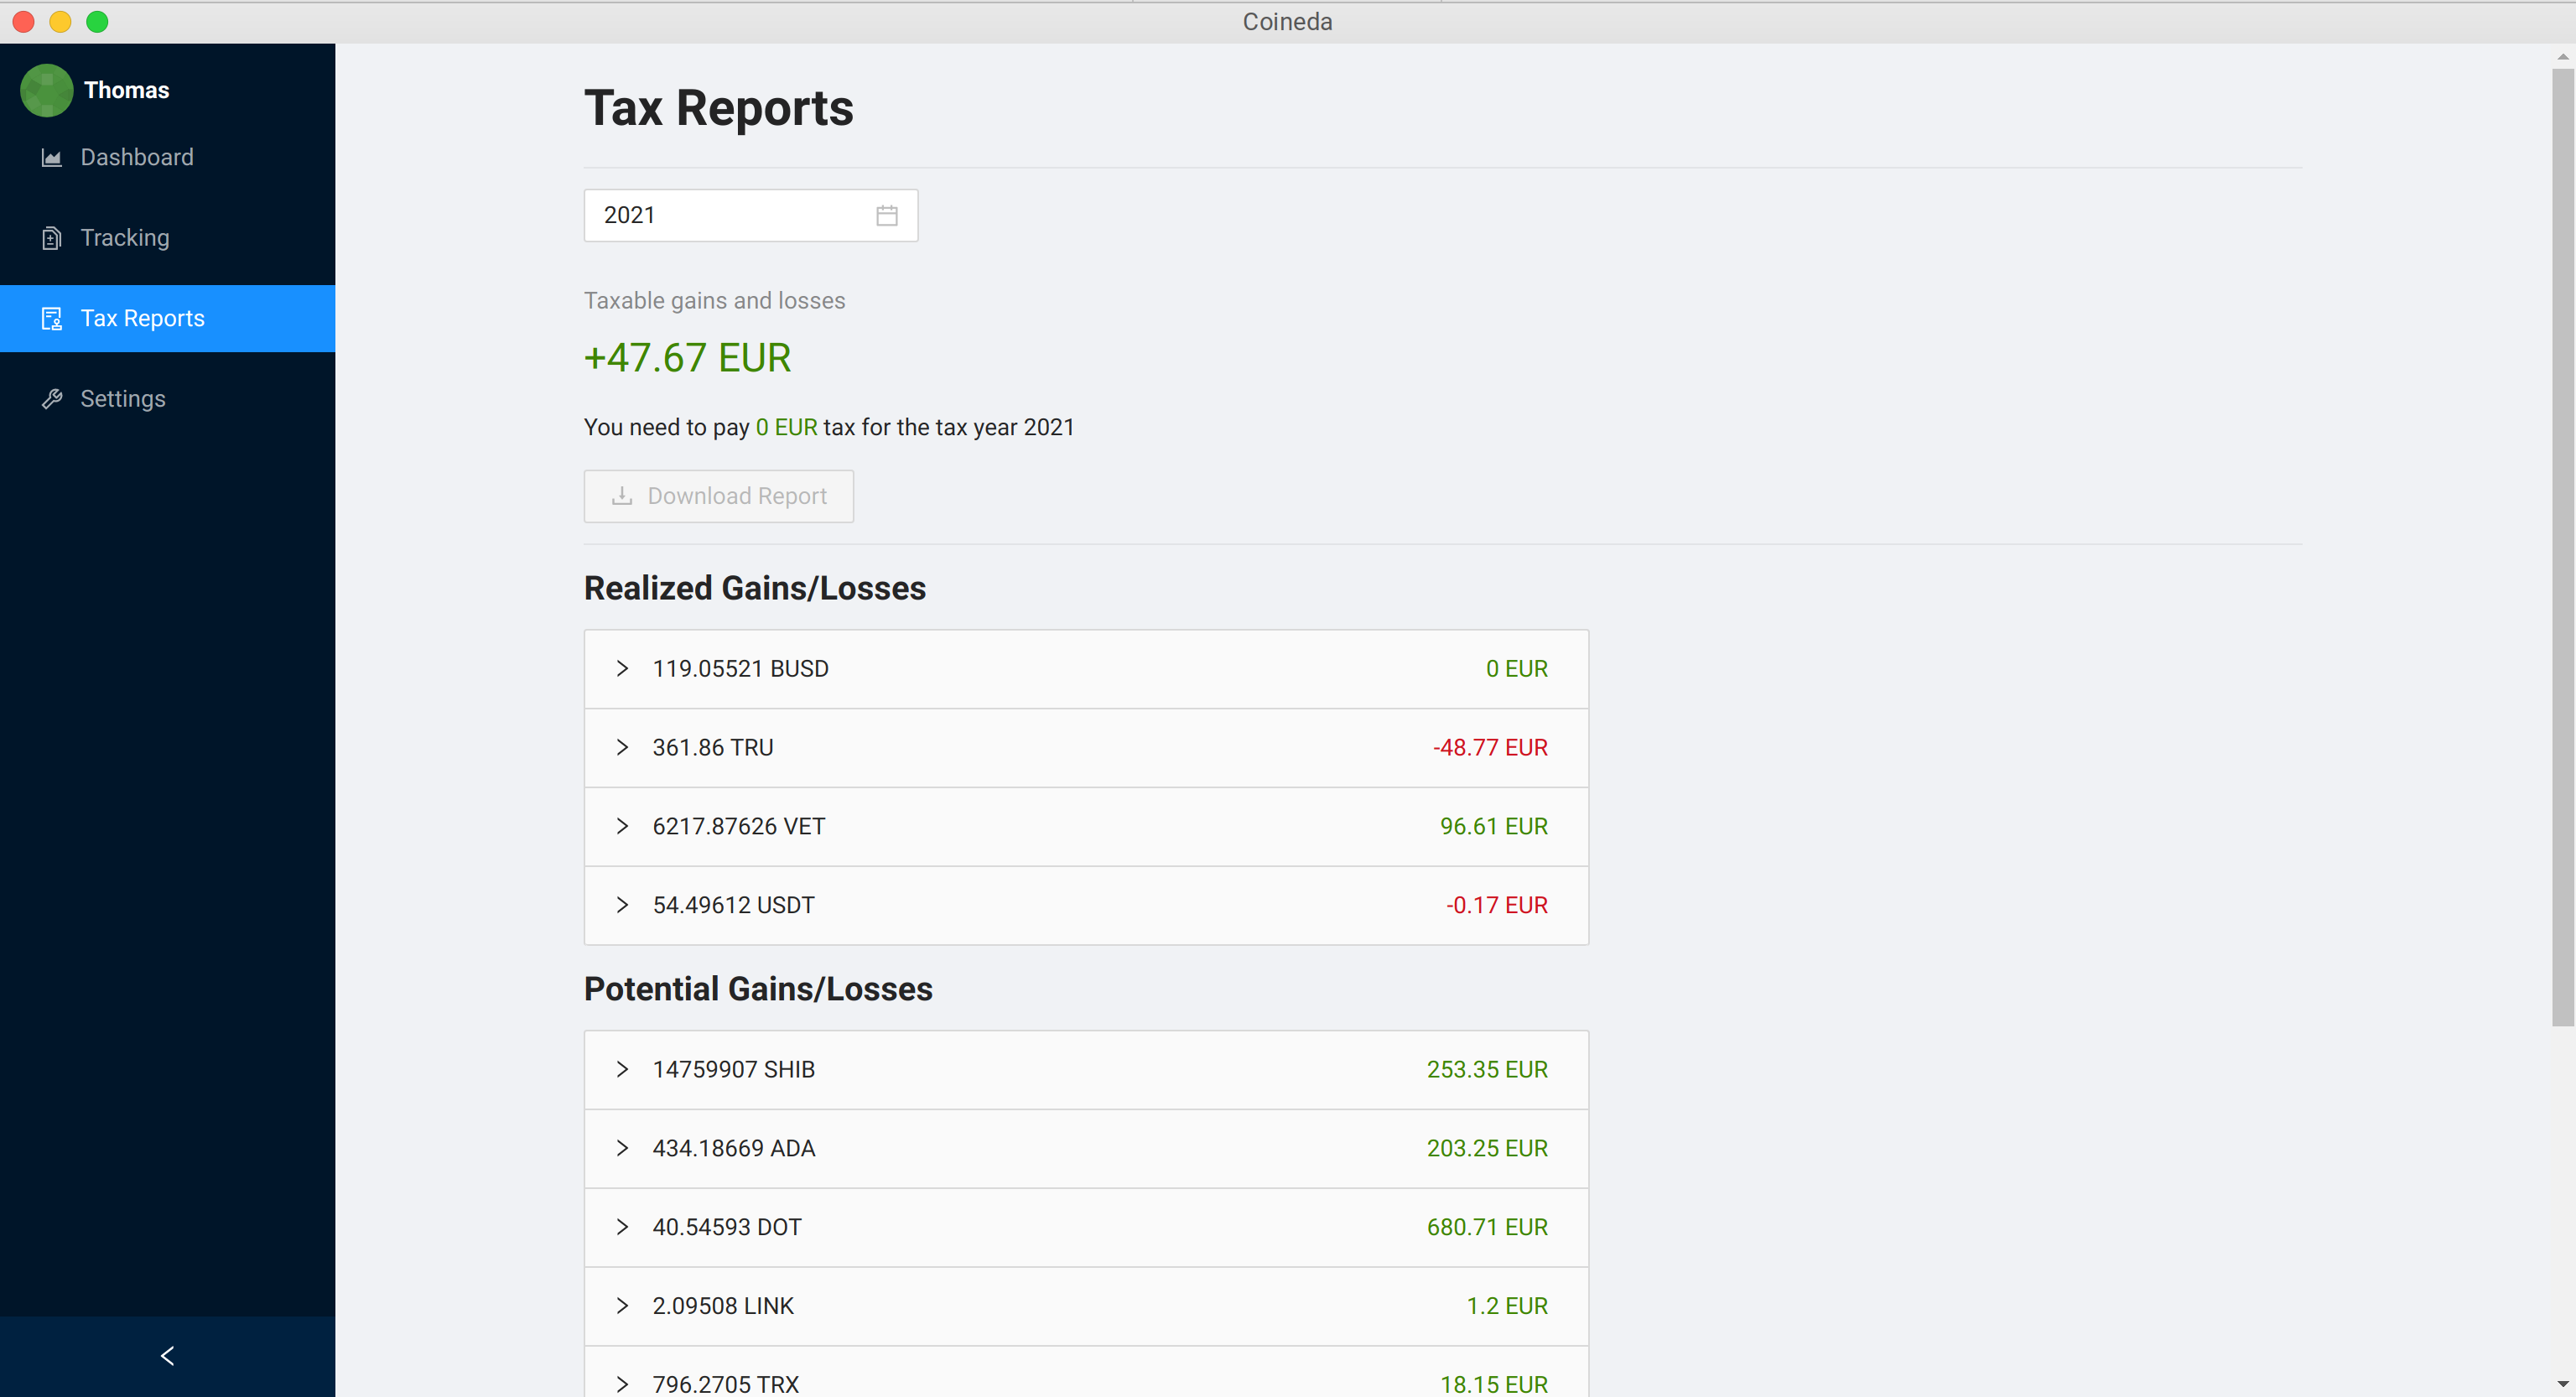 Coineda
Thomas
Dashboard
Tracking
Tax Reports
Settings
Tax Reports
2021
Taxable gains and losses
+47.67 EUR
You need to pay 0 EUR tax for the tax year 2021
Download Report
Realized Gains/Losses
119.05521 BUSD 0 EUR
361.86 TRU -48.77 EUR
6217.87626 VET 96.61 EUR
54.49612 USDT -0.17 EUR
Potential Gains/Losses
14759907 SHIB 253.35 EUR
434.18669 ADA 203.25 EUR
40.54593 DOT 680.71 EUR
2.09508 LINK 1.2 EUR
796.2705 TRX 18.15 EUR